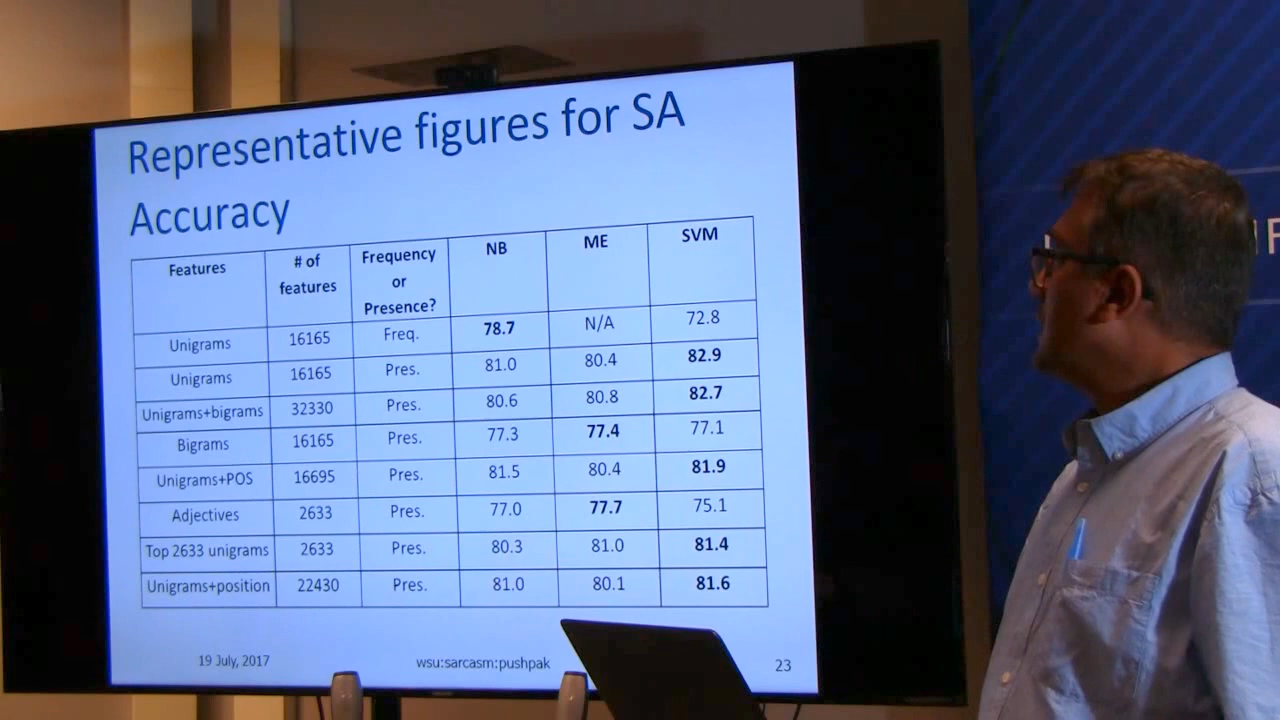 Representative figures for SA
Accuracy
Features # of features Frequency or Presence? NB ME SVM
Unigrams 16165 Freq. 78.7 N/A 72.8
Unigrams 16165 Pres. 81.0 80.4 82.9
Unigrams+bigrams 32330 Pres. 80.6 80.8 82.7
Bigrams 16165 Pres. 77.3 77.4 77.1
Unigrams+POS 16695 Pres. 81.5 80.4 81.9
Adjectives 2633 Pres. 77.0 77.7 75.1
Top 2633 unigrams 2633 Pres. 80.3 81.0 81.4
Unigrams+position 22430 Pres. 81.0 80.1 81.6
19 July, 2017 wsu:sarcasm:pushpak 23